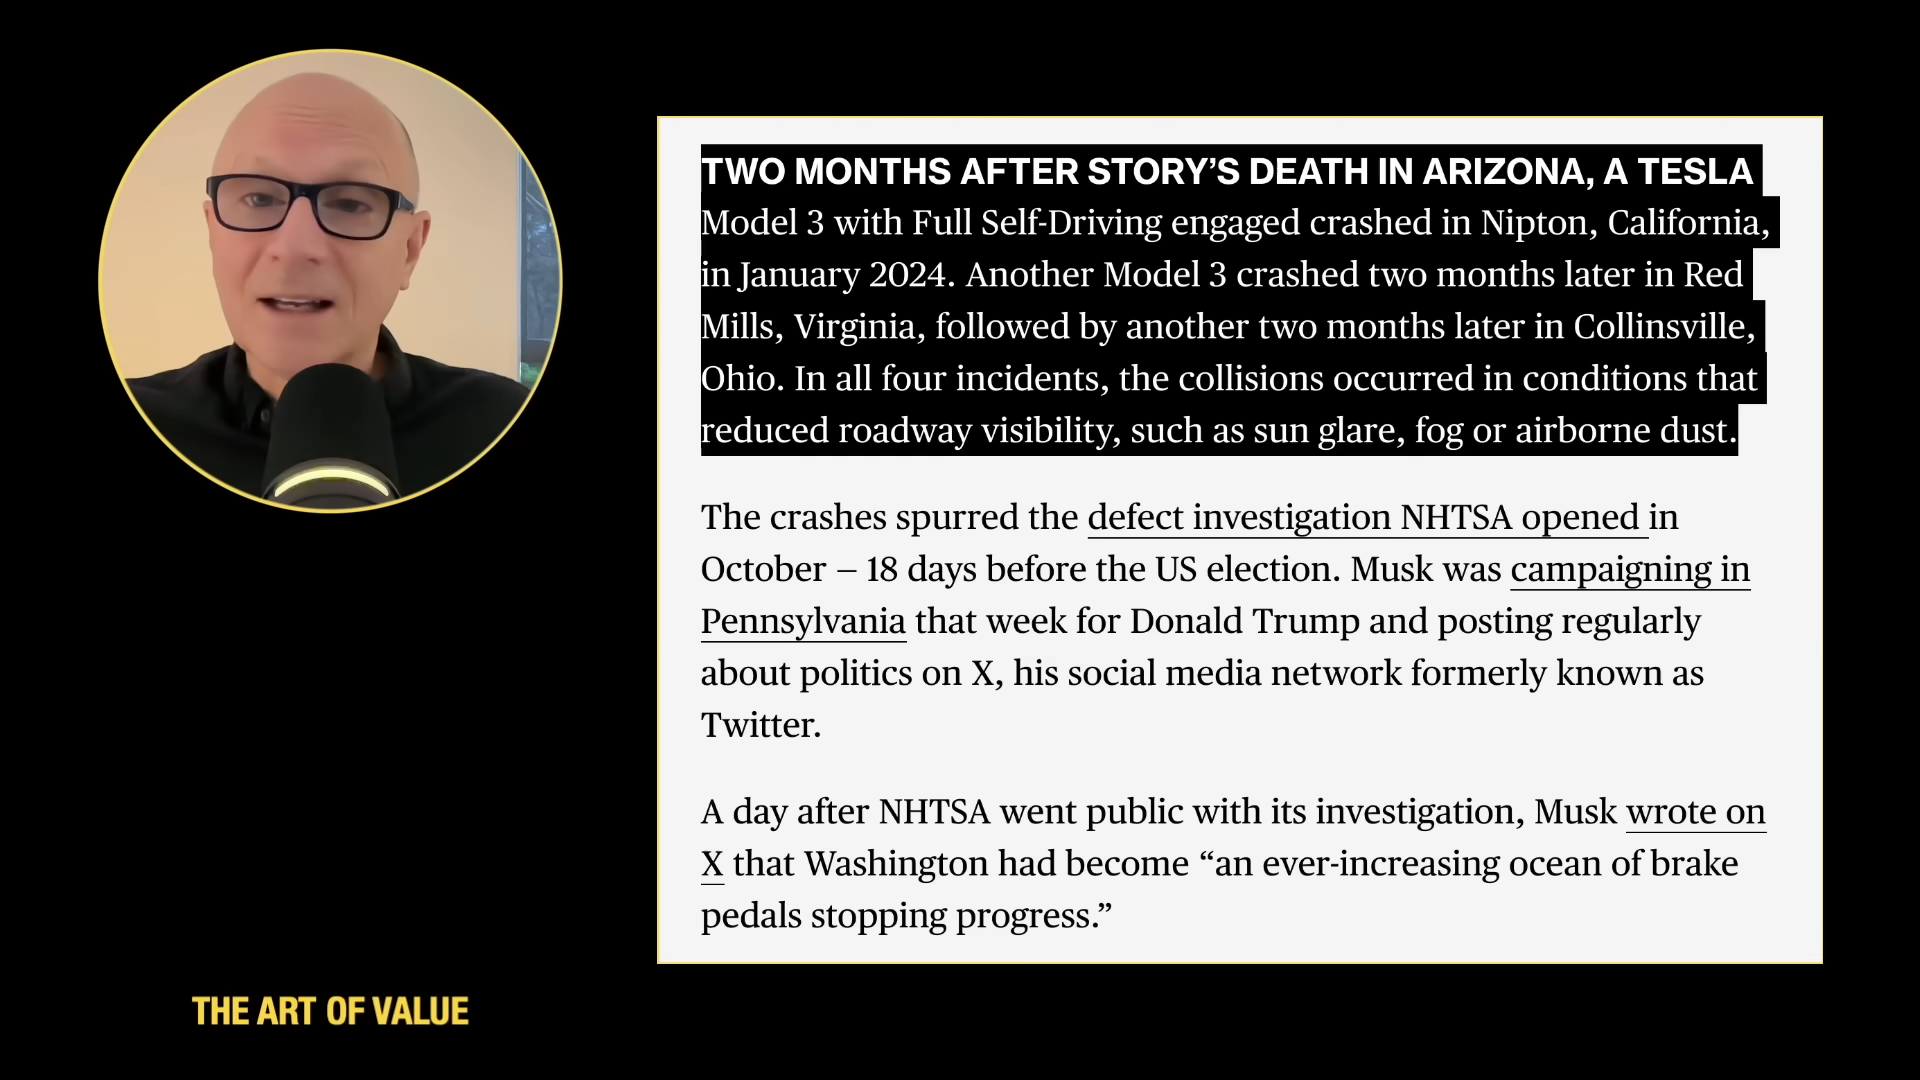 TWO MONTHS AFTER STORY’S DEATH IN ARIZONA, A TESLA
Model 3 with Full Self-Driving engaged crashed in Nipton, California,
in January 2024. Another Model 3 crashed two months later in Red
Mills, Virginia, followed by another two months later in Collinsville,
Ohio. In all four incidents, the collisions occurred in conditions that
reduced roadway visibility, such as sun glare, fog or airborne dust.
The crashes spurred the defect investigation NHTSA opened in
October – 18 days before the US election. Musk was campaigning in
Pennsylvania that week for Donald Trump and posting regularly
about politics on X, his social media network formerly known as
Twitter.
A day after NHTSA went public with its investigation, Musk wrote on
X that Washington had become “an ever-increasing ocean of brake
pedals stopping progress.”
THE ART OF VALUE